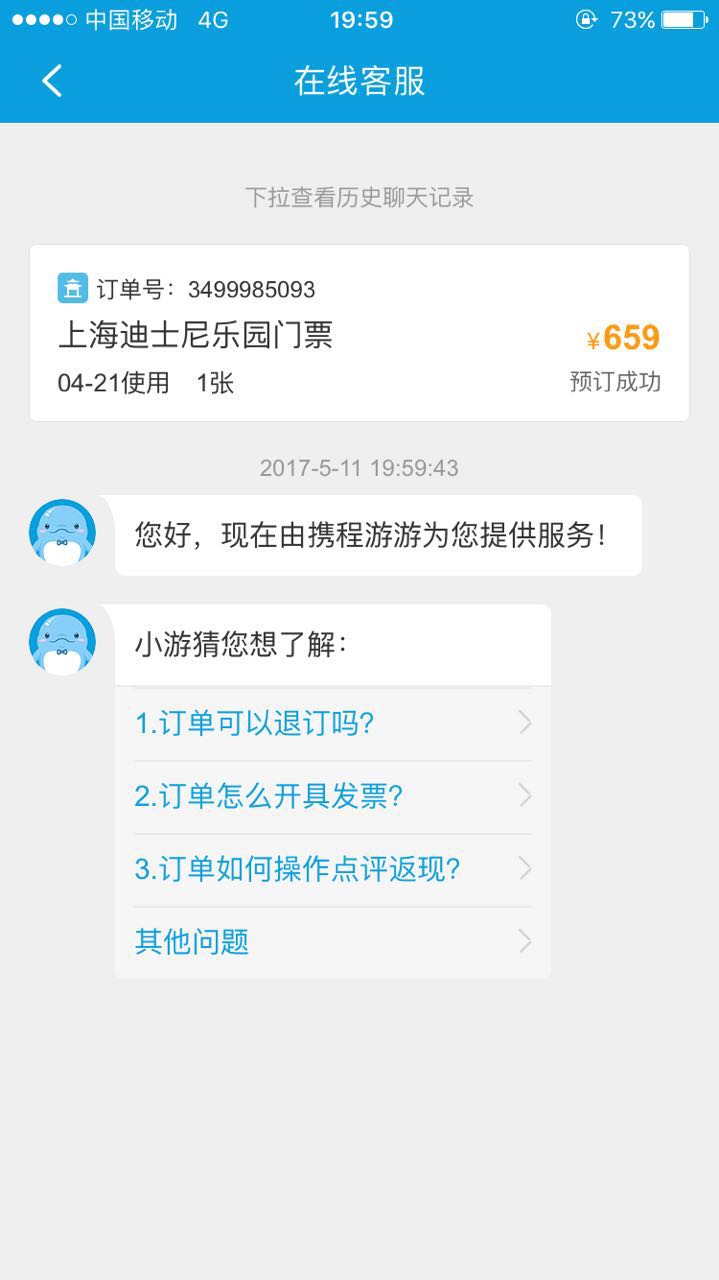 中国移动 4G 19:59 73%
在线客服
下拉查看历史聊天记录
订单号：3499985093
上海迪士尼乐园门票 ¥659
04-21使用 1张 预订成功
2017-5-11 19:59:43
您好，现在由携程游游为您提供服务！
小游猜您想了解：
1.订单可以退订吗?
2.订单怎么开具发票?
3.订单如何操作点评返现?
其他问题